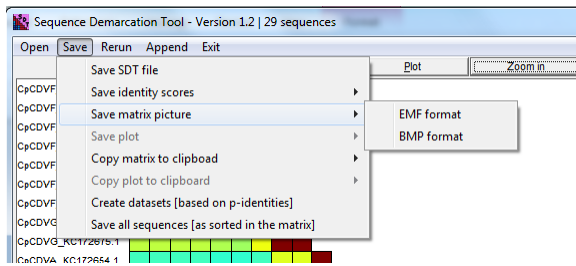 Sequence Demarcation Tool - Version 1.2 | 29 sequences
Open Save Rerun Append Exit
Plot Zoom in
Save SDT file
CpCDVF
Save identity scores
CpCDVF
Save matrix picture
EMF format
CpCDVF
BMP format
Save plot
CpCDVF
Copy matrix to clipboad
CpCDVF
Copy plot to clipboard
CpCDVF
Create datasets [based on p-identities]
CpCDVG
Save all sequences [as sorted in the matrix]
CpCDVG_KC172675.1
CpCDVA_KC172654.1